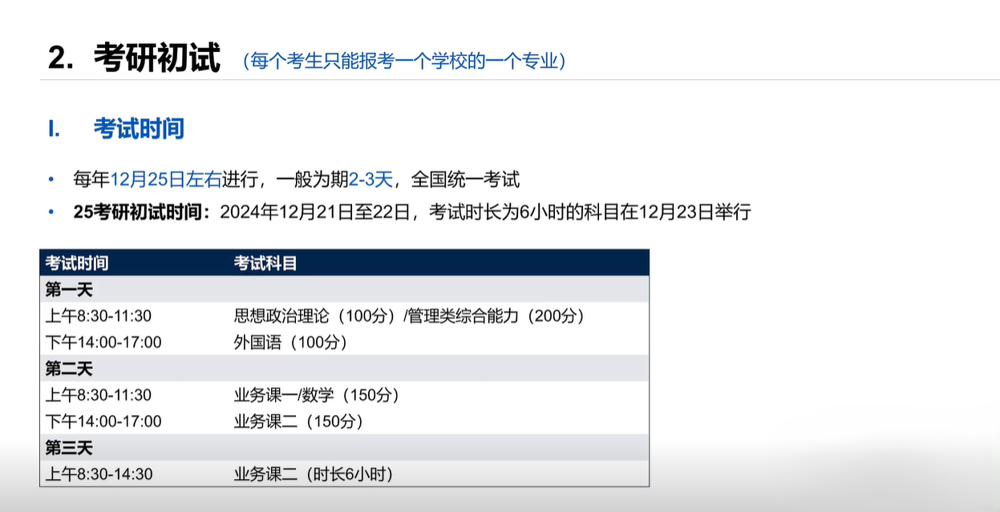 2. 考研初试 （每个考生只能报考一个学校的一个专业）
I. 考试时间
• 每年12月25日左右进行，一般为期2-3天，全国统一考试
• 25考研初试时间：2024年12月21日至22日，考试时长为6小时的科目在12月23日举行
考试时间 考试科目
第一天
上午8:30-11:30 思想政治理论（100分）/管理类综合能力（200分）
下午14:00-17:00 外国语（100分）
第二天
上午8:30-11:30 业务课一/数学（150分）
下午14:00-17:00 业务课二（150分）
第三天
上午8:30-14:30 业务课二（时长6小时）